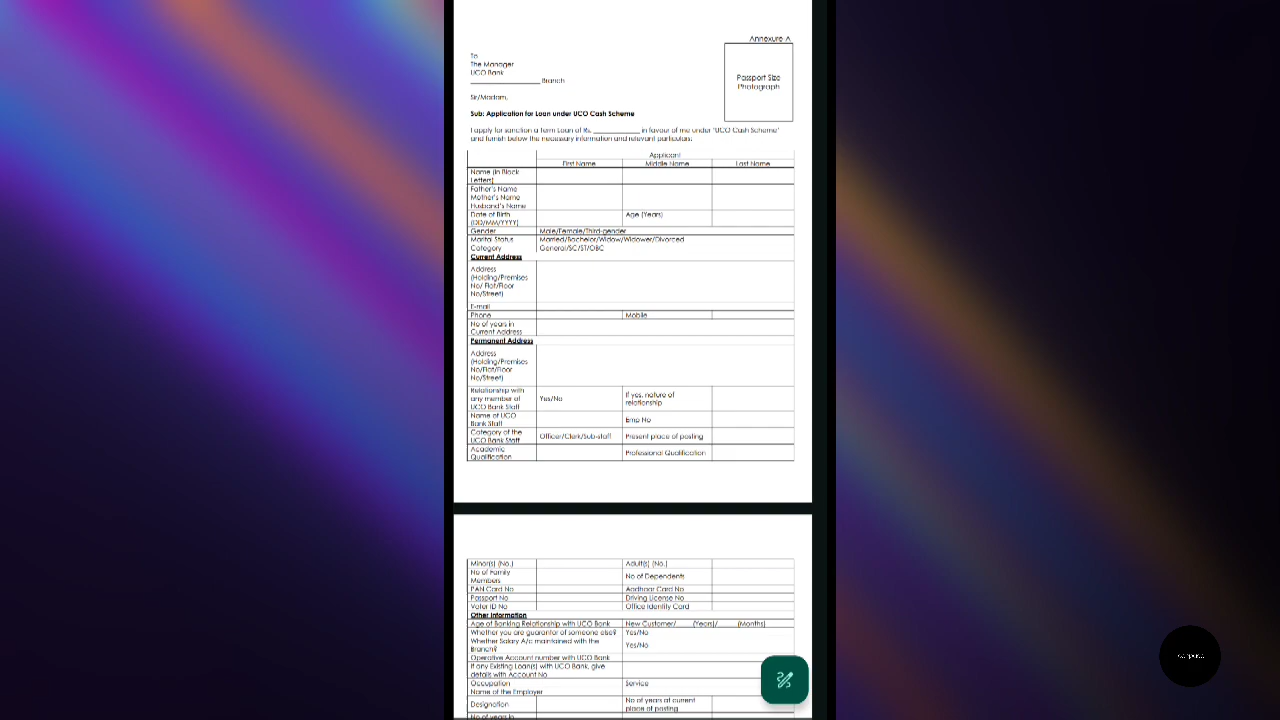 Annexure-A
To
The Manager
UCO Bank
____________ Branch
Passport Size
Photograph
Sir/Madam,
Sub: Application for Loan under UCO Cash Scheme
I apply for sanction a Term Loan of Rs. ____________ in favour of me under "UCO Cash Scheme"
and furnish below the necessary information and relevant particulars:
Applicant
First Name Middle Name Last Name
Name (in Block
Letters)
Father's Name
Mother's Name
Husband's Name
Date of Birth
(DD/MM/YYYY) Age (Years)
Gender Male/Female/Third-gender
Marital Status Married/Bachelor/Widow/Widower/Divorced
Category General/SC/ST/OBC
Current Address
Address
(Holding/Premises
No/ Flat/Floor
No/Street)
E-mail
Phone Mobile
No of years in
Current Address
Permanent Address
Address
(Holding/Premises
No/Flat/Floor
No/Street)
Relationship with
any member of
UCO Bank Staff Yes/No If yes, nature of
relationship
Name of UCO
Bank Staff Emp No
Category of the
UCO Bank Staff Officer/Clerk/Sub-staff Present place of posting
Academic
Qualification Professional Qualification
Minor(s) (No.) Adult(s) (No.)
No of Family
Members No of Dependents
PAN Card No Aadhaar Card No
Passport No Driving License No
Voter ID No Office Identity Card
Other Information
Age of Banking Relationship with UCO Bank New Customer/____(Years)/____(Months)
Whether you are guarantor of someone else? Yes/No
Whether Salary A/c maintained with the
Branch? Yes/No
Operative Account number with UCO Bank
If any Existing Loan(s) with UCO Bank, give
details with Account No
Occupation Service
Name of the Employer
Designation No of years at current
place of posting
No of years in